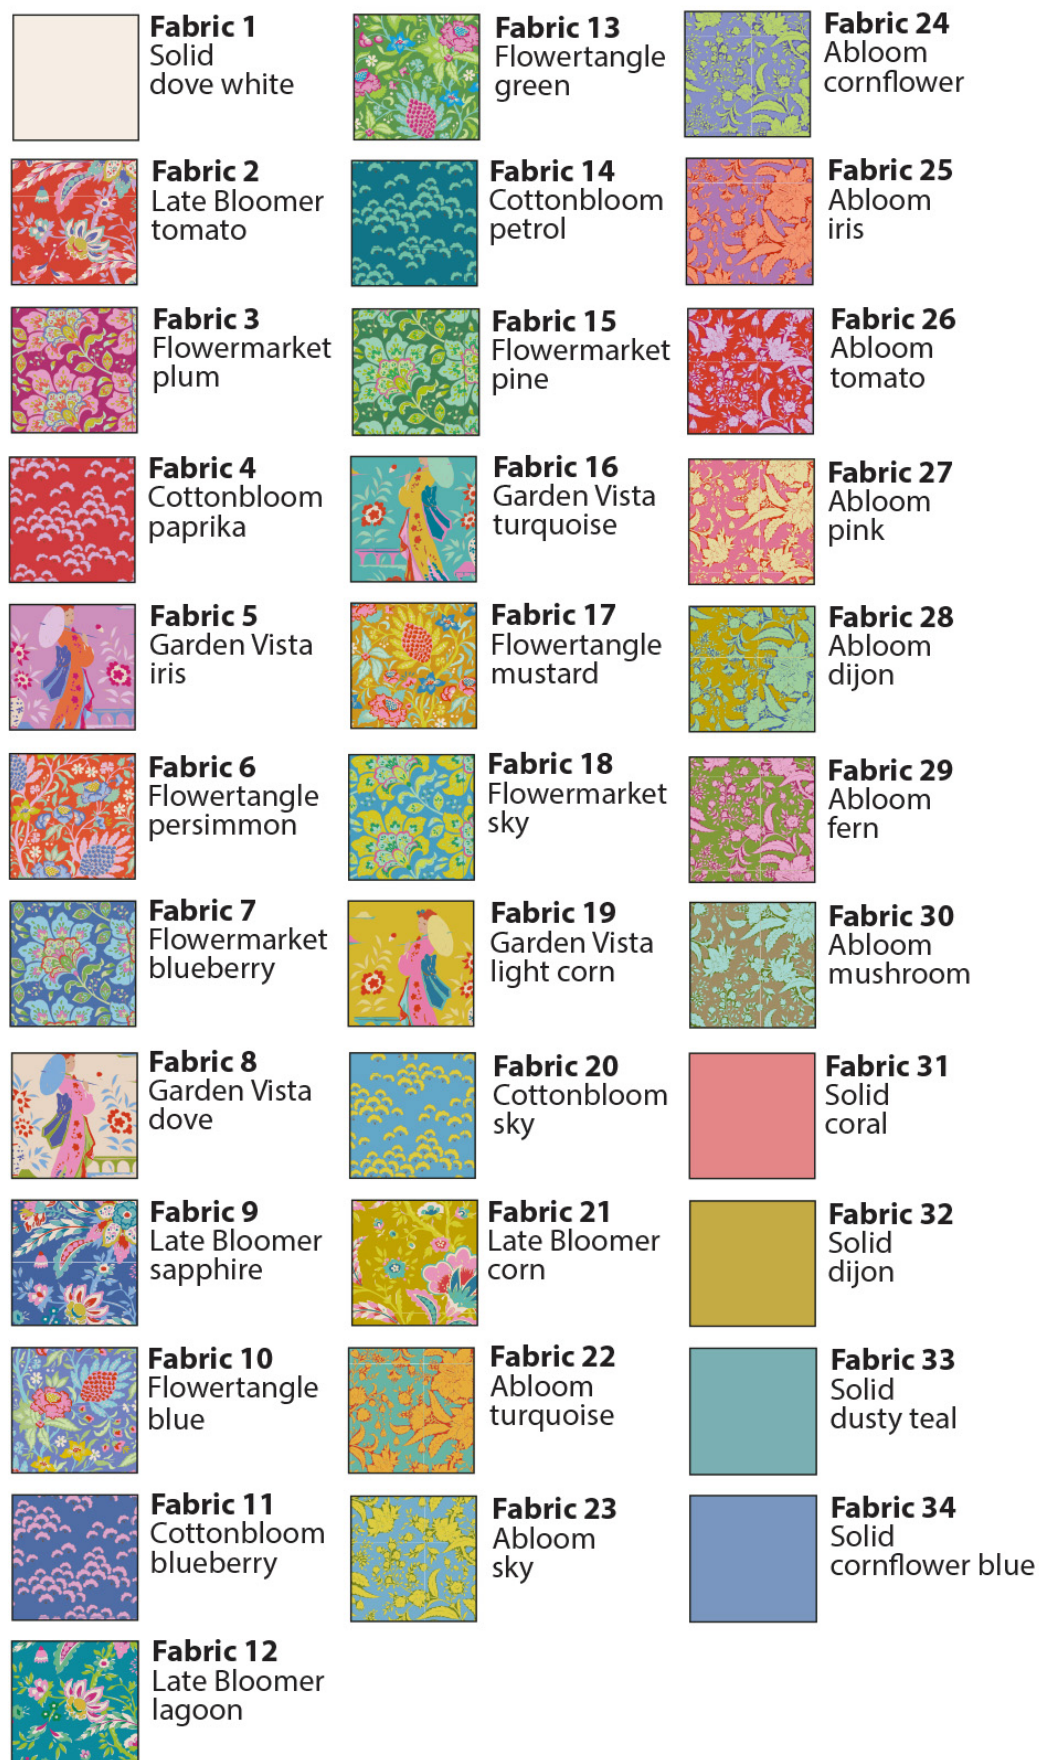 Fabric 1
Solid
dove white
Fabric 2
Late Bloomer
tomato
Fabric 3
Flowermarket
plum
Fabric 4
Cottonbloom
paprika
Fabric 5
Garden Vista
iris
Fabric 6
Flowertangle
persimmon
Fabric 7
Flowermarket
blueberry
Fabric 8
Garden Vista
dove
Fabric 9
Late Bloomer
sapphire
Fabric 10
Flowertangle
blue
Fabric 11
Cottonbloom
blueberry
Fabric 12
Late Bloomer
lagoon
Fabric 13
Flowertangle
green
Fabric 14
Cottonbloom
petrol
Fabric 15
Flowermarket
pine
Fabric 16
Garden Vista
turquoise
Fabric 17
Flowertangle
mustard
Fabric 18
Flowermarket
sky
Fabric 19
Garden Vista
light corn
Fabric 20
Cottonbloom
sky
Fabric 21
Late Bloomer
corn
Fabric 22
Abloom
turquoise
Fabric 23
Abloom
sky
Fabric 24
Abloom
cornflower
Fabric 25
Abloom
iris
Fabric 26
Abloom
tomato
Fabric 27
Abloom
pink
Fabric 28
Abloom
dijon
Fabric 29
Abloom
fern
Fabric 30
Abloom
mushroom
Fabric 31
Solid
coral
Fabric 32
Solid
dijon
Fabric 33
Solid
dusty teal
Fabric 34
Solid
cornflower blue